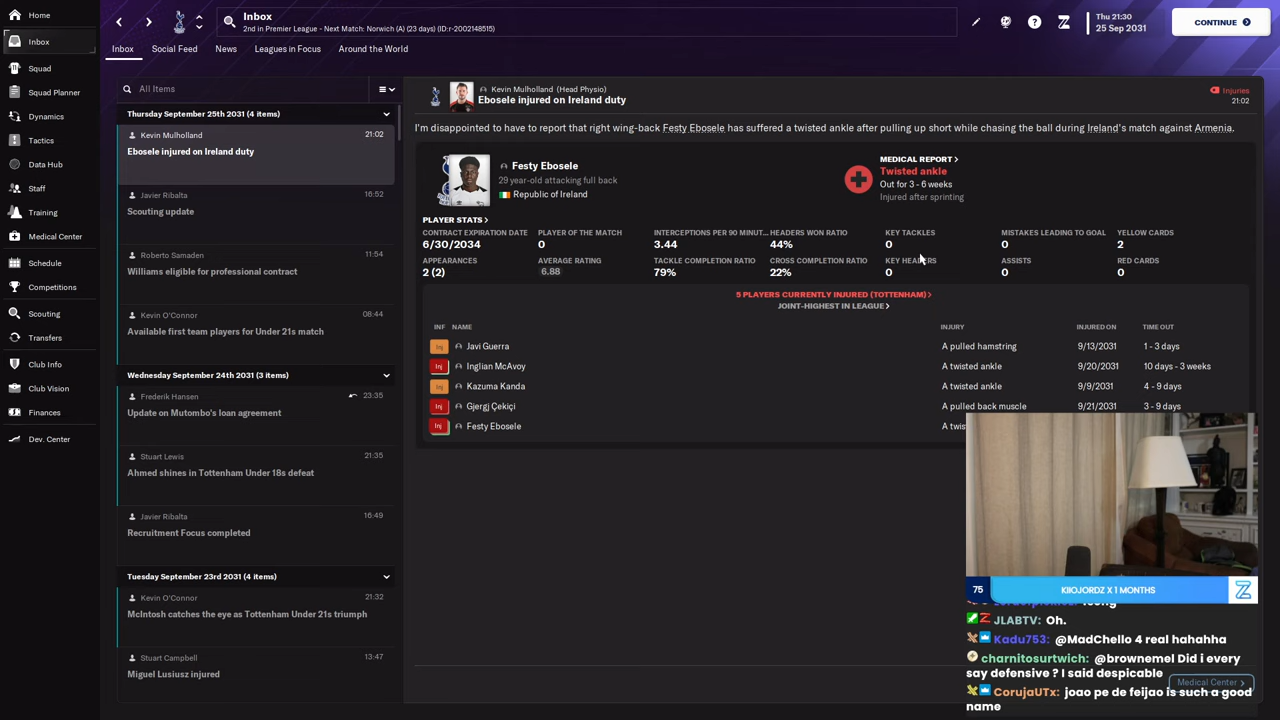 Home
Inbox
2nd in Premier League - Next Match: Norwich (A) (23 days) (ID:r-2002148515)
Thu 21:30
25 Sep 2031
CONTINUE
Inbox
Squad
Squad Planner
Dynamics
Tactics
Data Hub
Staff
Training
Medical Center
Schedule
Competitions
Scouting
Transfers
Club Info
Club Vision
Finances
Dev. Center
Inbox
Social Feed
News
Leagues in Focus
Around the World
All Items
Thursday September 25th 2031 (4 items)
Kevin Mulholland 21:02
Ebosele injured on Ireland duty
Javier Ribalta 16:52
Scouting update
Roberto Samaden 11:54
Williams eligible for professional contract
Kevin O'Connor 08:44
Available first team players for Under 21s match
Wednesday September 24th 2031 (3 items)
Frederik Hansen 23:35
Update on Mutombo's loan agreement
Stuart Lewis 21:35
Ahmed shines in Tottenham Under 18s defeat
Javier Ribalta 16:49
Recruitment Focus completed
Tuesday September 23rd 2031 (4 items)
Kevin O'Connor 21:32
McIntosh catches the eye as Tottenham Under 21s triumph
Stuart Campbell 13:47
Miguel Lusiusz injured
Kevin Mulholland (Head Physio)
Ebosele injured on Ireland duty
Injuries
21:02
I'm disappointed to have to report that right wing-back Festy Ebosele has suffered a twisted ankle after pulling up short while chasing the ball during Ireland's match against Armenia.
Festy Ebosele
29 year-old attacking full back
Republic of Ireland
MEDICAL REPORT
Twisted ankle
Out for 3 - 6 weeks
Injured after sprinting
PLAYER STATS
CONTRACT EXPIRATION DATE PLAYER OF THE MATCH INTERCEPTIONS PER 90 MINUT... HEADERS WON RATIO KEY TACKLES MISTAKES LEADING TO GOAL YELLOW CARDS
6/30/2034 0 3.44 44% 0 0 2
APPEARANCES AVERAGE RATING TACKLE COMPLETION RATIO CROSS COMPLETION RATIO KEY HEADERS ASSISTS RED CARDS
2 (2) 6.88 79% 22% 0 0 0
5 PLAYERS CURRENTLY INJURED (TOTTENHAM)
JOINT-HIGHEST IN LEAGUE
INF NAME INJURY INJURED ON TIME OUT
Inj Javi Guerra A pulled hamstring 9/13/2031 1 - 3 days
Inj Inglian McAvoy A twisted ankle 9/20/2031 10 days - 3 weeks
Inj Kazuma Kanda A twisted ankle 9/9/2031 4 - 9 days
Inj Gjergj Çekiçi A pulled back muscle 9/21/2031 3 - 9 days
Inj Festy Ebosele A twis
75 KIIOJORDZ X 1 MONTHS
JLABTV: Oh.
Kadu753: @MadChello 4 real hahahha
charnitosurtwich: @brownemel Did i every
say defensive ? I said despicable
Medical Center
CorujaUTx: joao pe de feijao is such a good
name